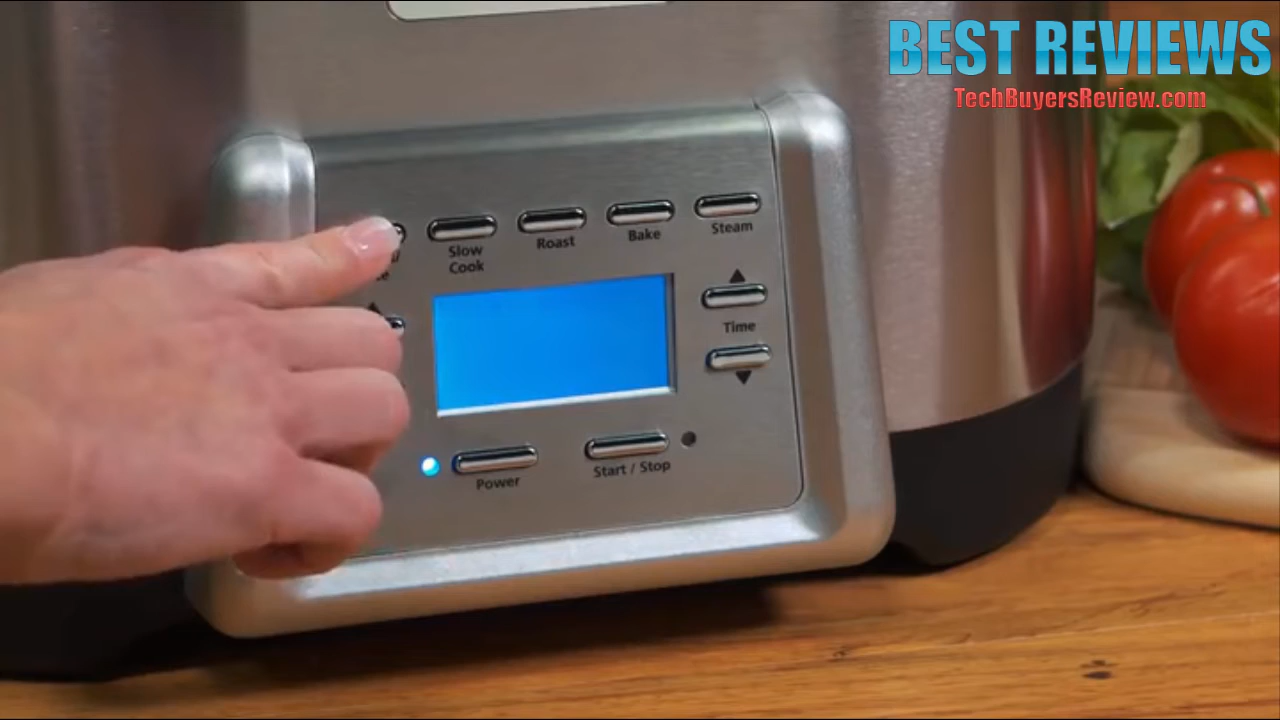 BEST REVIEWS
TechBuyersReview.com
Slow
Cook
Roast
Bake
Steam
Time
Power
Start / Stop